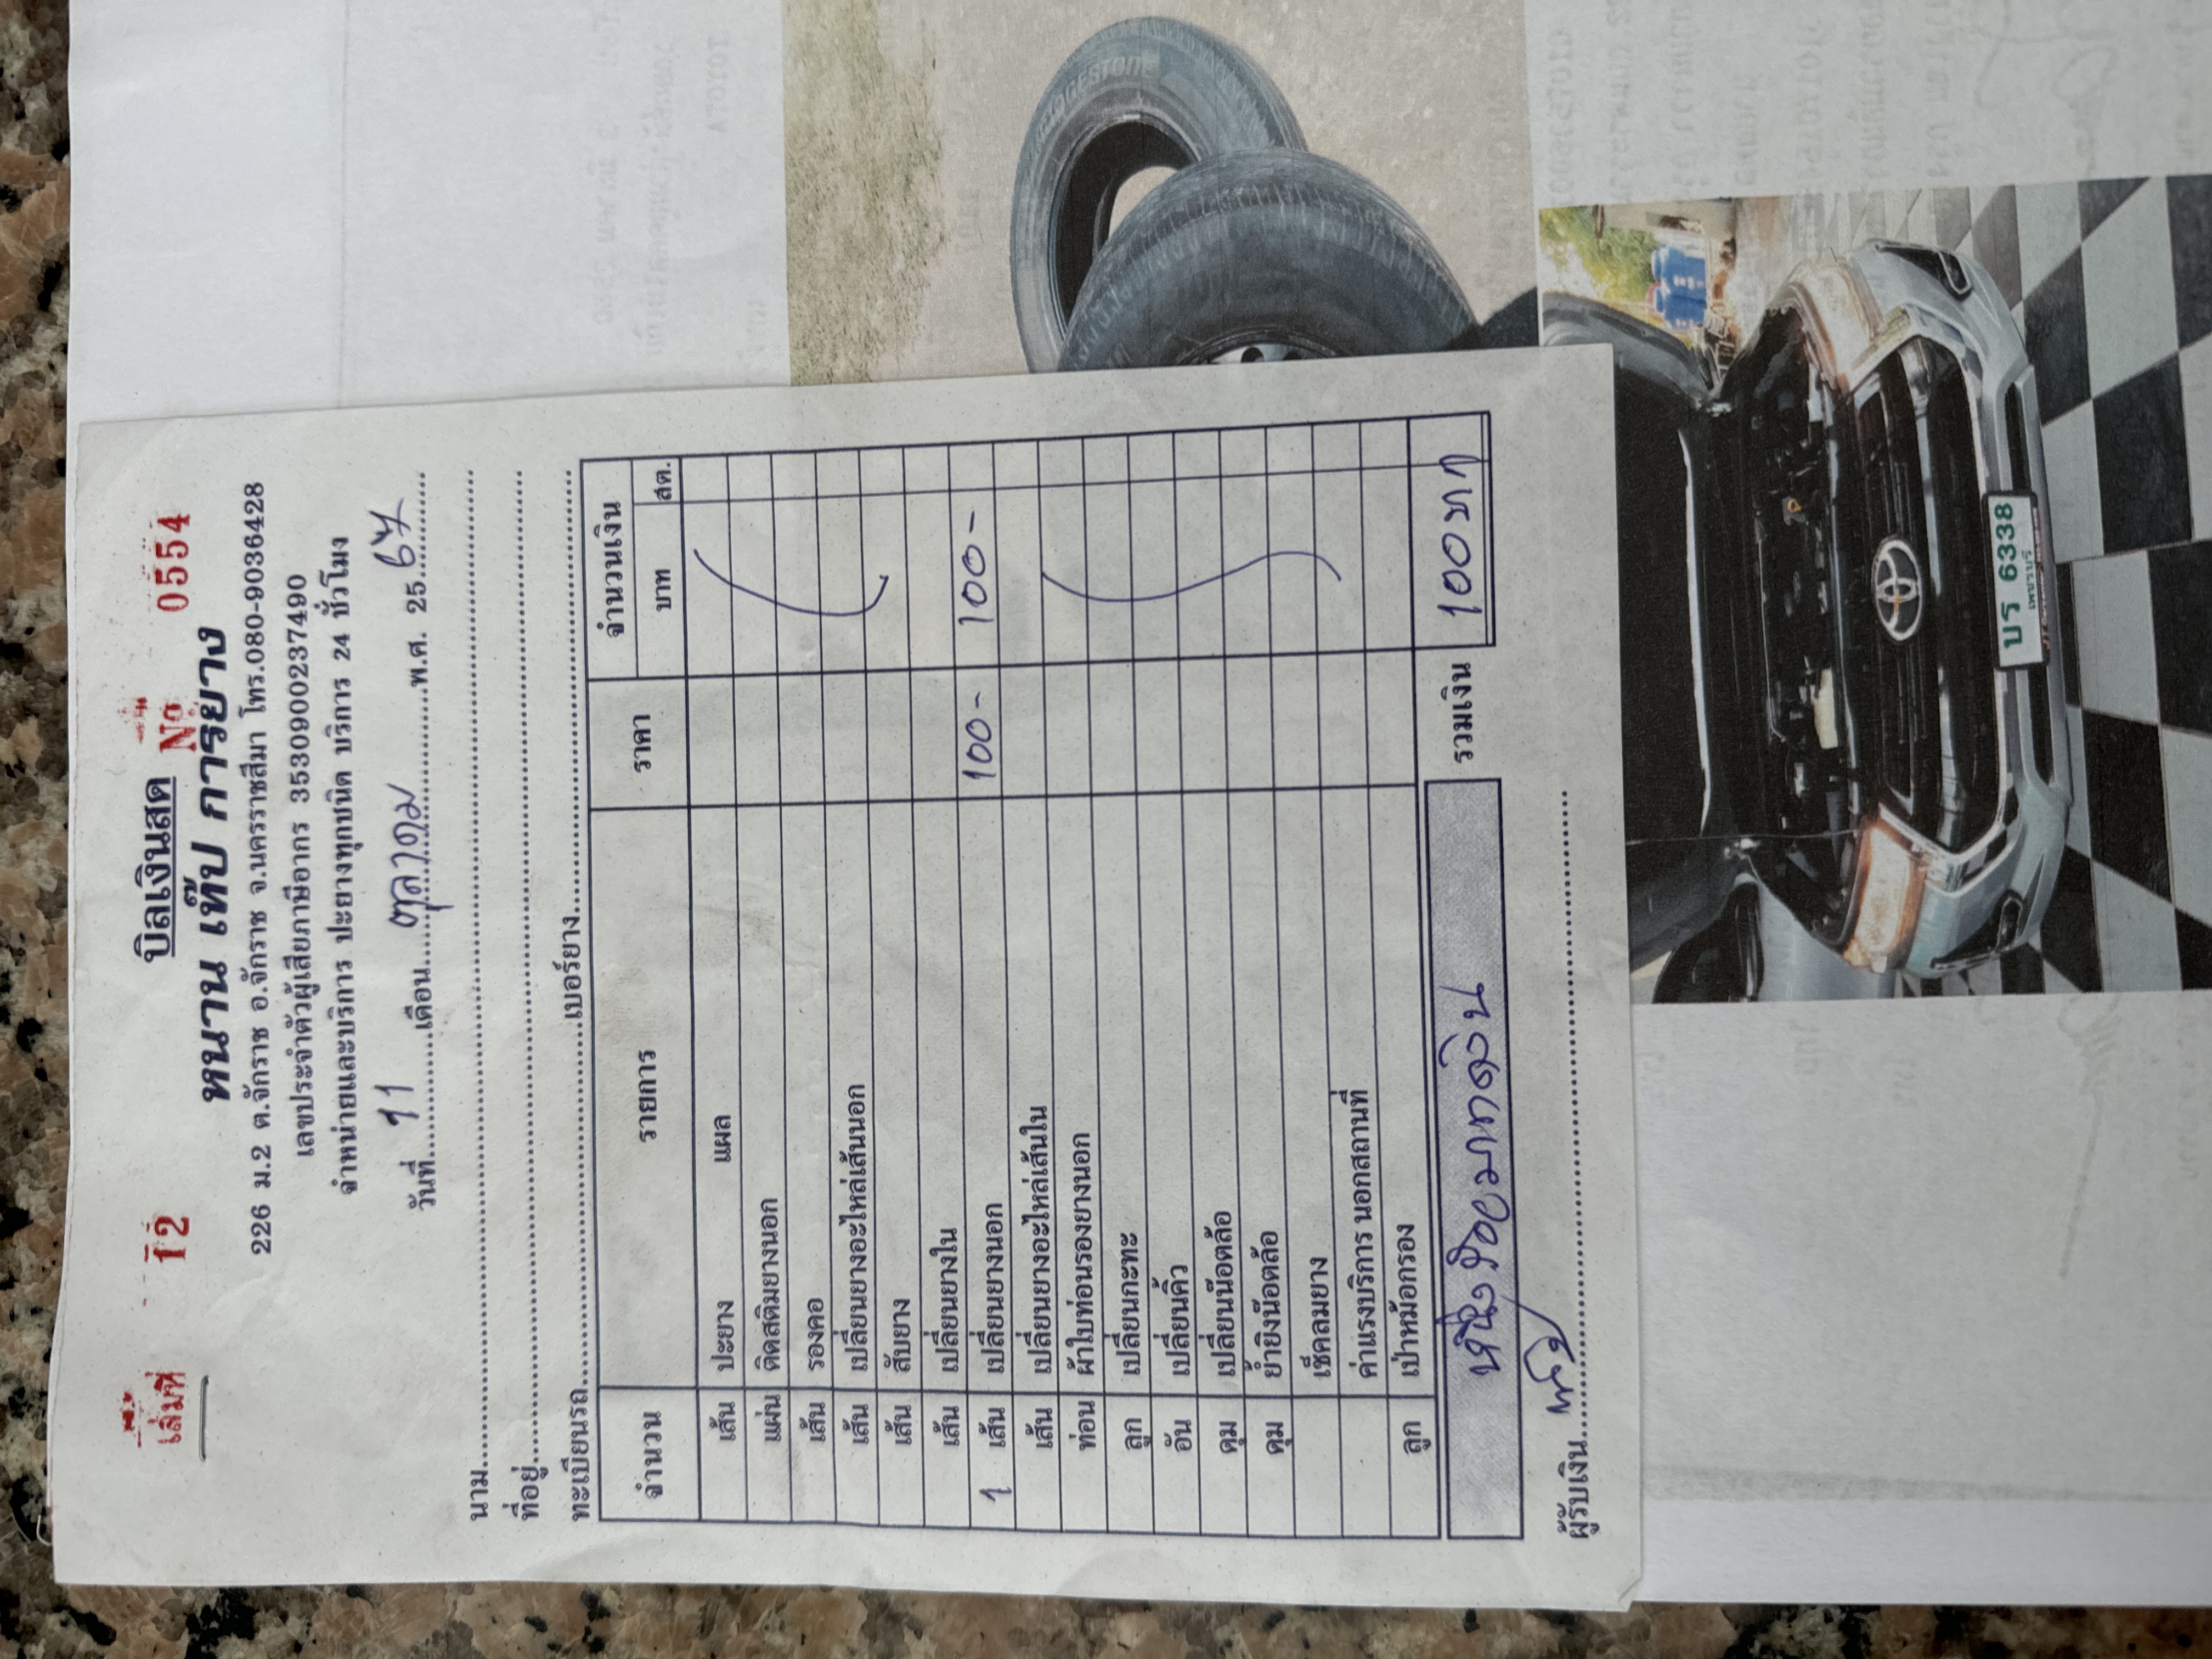 เล่มที่ 12
บิลเงินสด
№ 0554
หนาน เท็ป การยาง
226 ม.2 ต.จักราช อ.จักราช จ.นครราชสีมา โทร.080-9036428
เลขประจำตัวผู้เสียภาษีอากร 3530900237490
จำหน่ายและบริการ ปะยางทุกชนิด บริการ 24 ชั่วโมง
วันที่ 11 เดือน ตุลาคม พ.ศ. 25 67
นาม
ที่อยู่
ทะเบียนรถ เบอร์ยาง
จำนวน รายการ ราคา จำนวนเงิน
บาท สต.
เส้น ปะยาง แผล
แผ่น ติดสติมยางนอก
เส้น รองคอ
เส้น เปลี่ยนยางอะไหล่เส้นนอก
เส้น สับยาง
เส้น เปลี่ยนยางใน
1 เส้น เปลี่ยนยางนอก 100- 100-
เส้น เปลี่ยนยางอะไหล่เส้นใน
ท่อน ผ้าใบท่อนรองยางนอก
ลูก เปลี่ยนกะทะ
อัน เปลี่ยนคิ้ว
คุม เปลี่ยนน๊อตล้อ
คุม ย้ำยิงน๊อตล้อ
เช็คลมยาง
ค่าแรงบริการ นอกสถานที่
ลูก เป่าหม้อกรอง
หนึ่งร้อยบาทถ้วน รวมเงิน 100 บาท
ผู้รับเงิน
BRIDGESTONE
บร 6338
เพชรบุรี